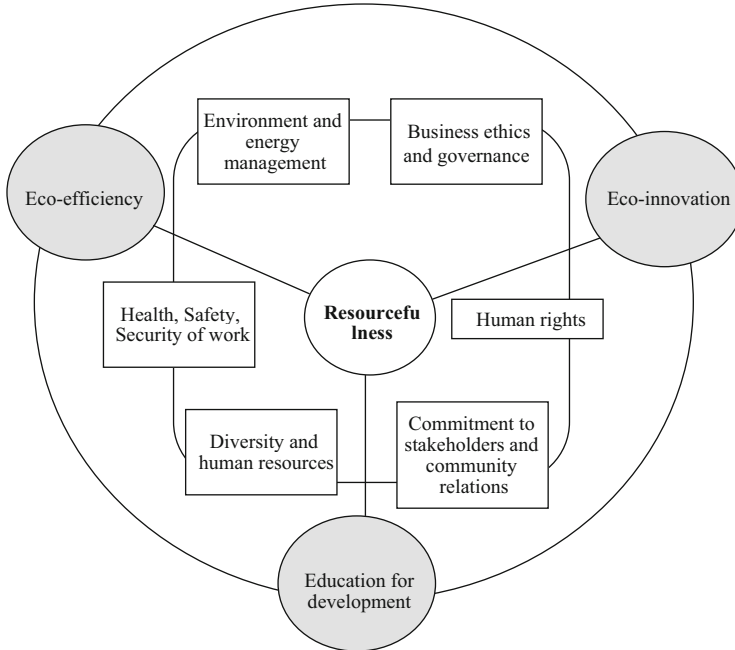 Environment and
energy
management
Business ethics
and governance
Eco-efficiency
Eco-innovation
Health, Safety,
Security of work
Resourcefu
lness
Human rights
Diversity and
human resources
Commitment to
stakeholders and
community
relations
Education for
development